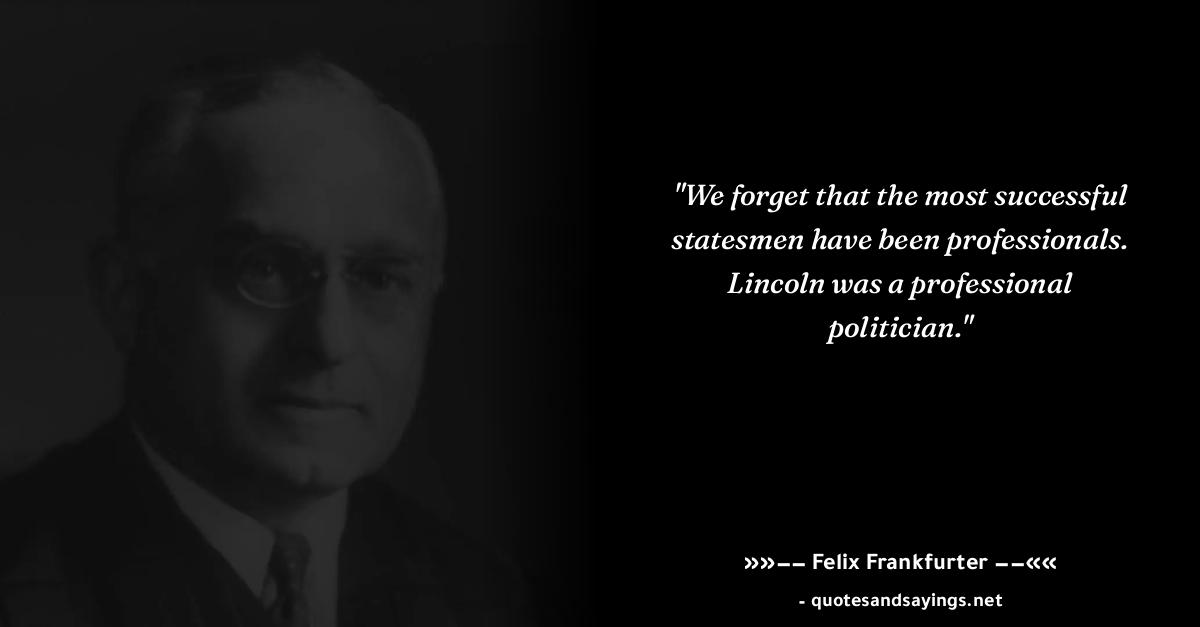 "We forget that the most successful
statesmen have been professionals.
Lincoln was a professional
politician."
»»–– Felix Frankfurter ––««
- quotesandsayings.net